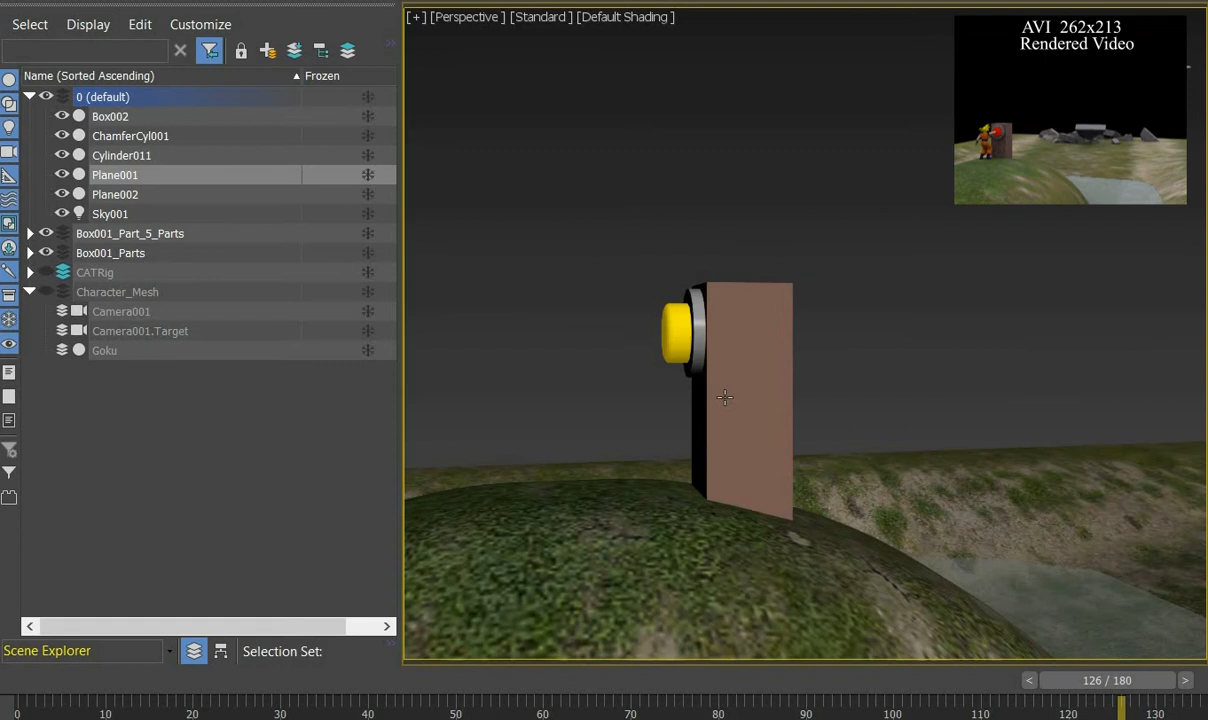 Select Display Edit Customize
Name (Sorted Ascending) Frozen
0 (default)
Box002
ChamferCyl001
Cylinder011
Plane001
Plane002
Sky001
Box001_Part_5_Parts
Box001_Parts
CATRig
Character_Mesh
Camera001
Camera001.Target
Goku
Scene Explorer
Selection Set:
[+] [Perspective ] [Standard ] [Default Shading ]
AVI 262x213
Rendered Video
< 126 / 180 >
0 10 20 30 40 50 60 70 80 90 100 110 120 130